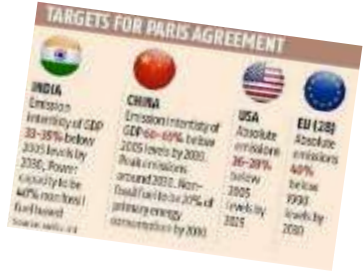 TARGETS FOR PARIS AGREEMENT
INDIA
Emission
intensity of GDP
33-35% below
2005 levels by
2030, Power
capacity to be
40% non fossil
fuel based
CHINA
Emission intensity of
GDP 60-65% below
2005 levels by 2030.
Peak emissions
around 2030. Non-
fossil fuel to be 20% of
primary energy
consumption by 2030
USA
Absolute
emissions
26-28%
below
2005
levels by
2025
EU (28)
Absolute
emissions
40%
below
1990
levels by
2030